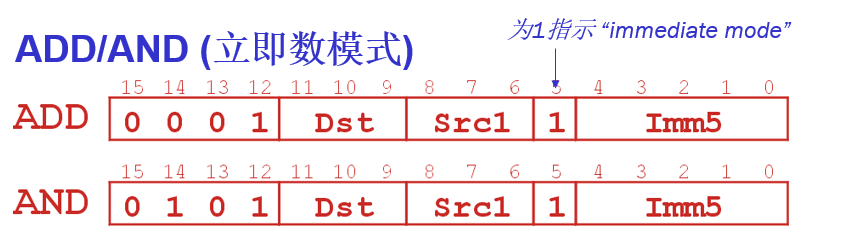 为1指示 “immediate mode”
ADD/AND (立即数模式)
15 14 13 12 11 10 9 8 7 6 5 4 3 2 1 0
ADD 0 0 0 1 Dst Src1 1 Imm5
15 14 13 12 11 10 9 8 7 6 5 4 3 2 1 0
AND 0 1 0 1 Dst Src1 1 Imm5